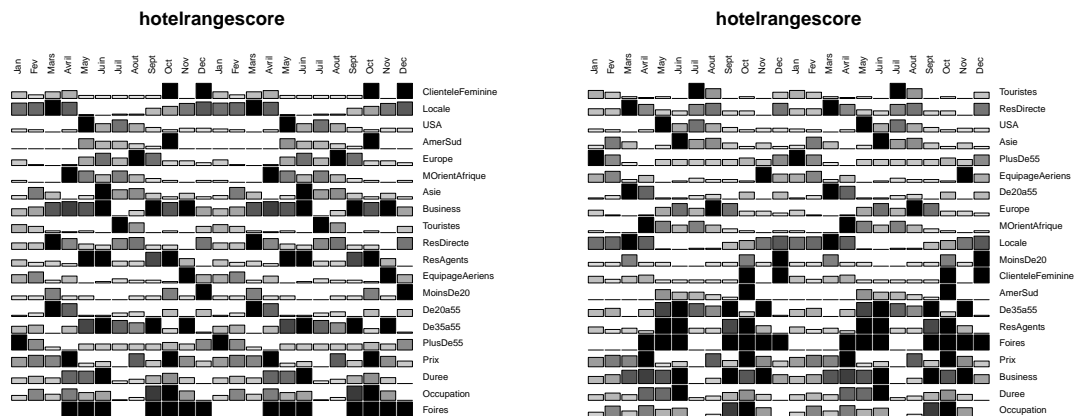 hotelrangescore
Jan Fev Mars Avril May Juin Juil Aout Sept Oct Nov Dec Jan Fev Mars Avril May Juin Juil Aout Sept Oct Nov Dec
ClienteleFeminine
Locale
USA
AmerSud
Europe
MOrientAfrique
Asie
Business
Touristes
ResDirecte
ResAgents
EquipageAeriens
MoinsDe20
De20a55
De35a55
PlusDe55
Prix
Duree
Occupation
Foires
hotelrangescore
Jan Fev Mars Avril May Juin Juil Aout Sept Oct Nov Dec Jan Fev Mars Avril May Juin Juil Aout Sept Oct Nov Dec
Touristes
ResDirecte
USA
Asie
PlusDe55
EquipageAeriens
De20a55
Europe
MOrientAfrique
Locale
MoinsDe20
ClienteleFeminine
AmerSud
De35a55
ResAgents
Foires
Prix
Business
Duree
Occupation